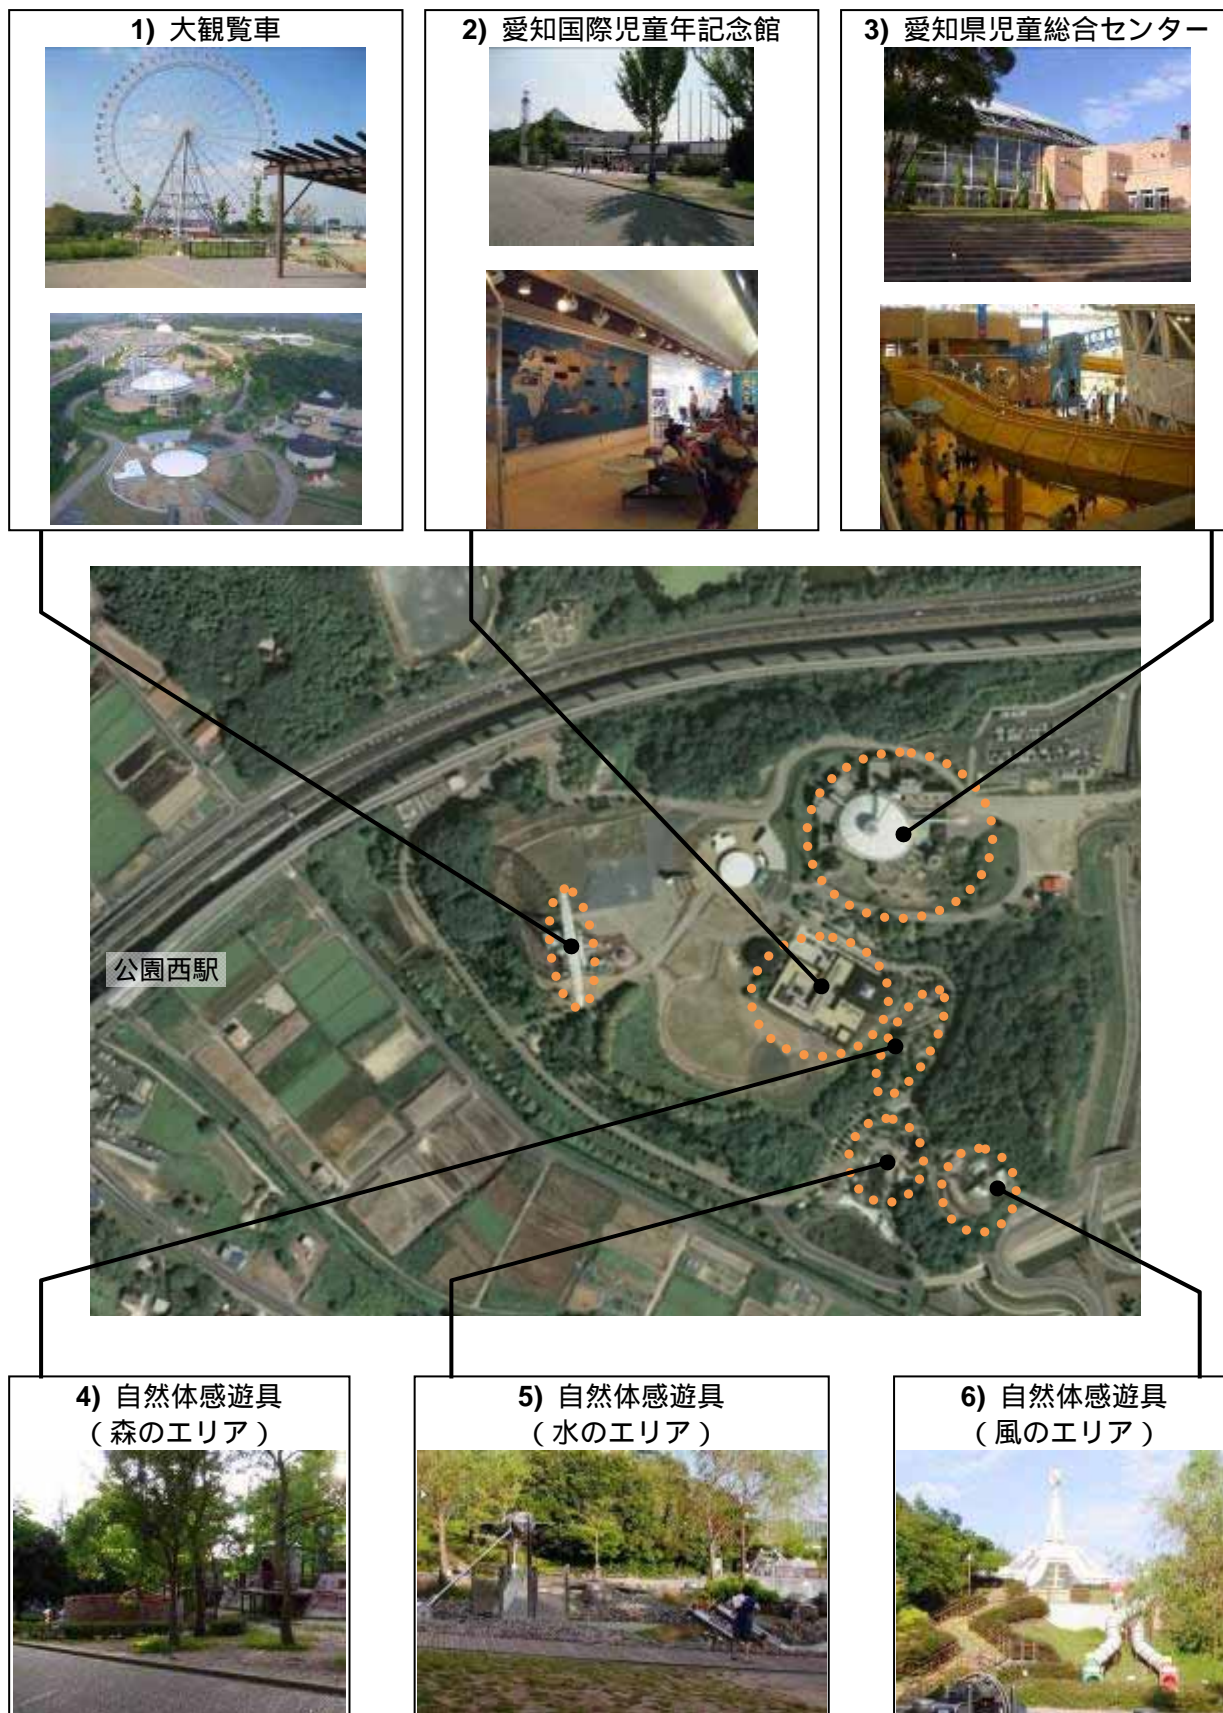 1) 大観覧車
2) 愛知国際児童年記念館
3) 愛知県児童総合センター
公園西駅
4) 自然体感遊具
（森のエリア）
5) 自然体感遊具
（水のエリア）
6) 自然体感遊具
（風のエリア）